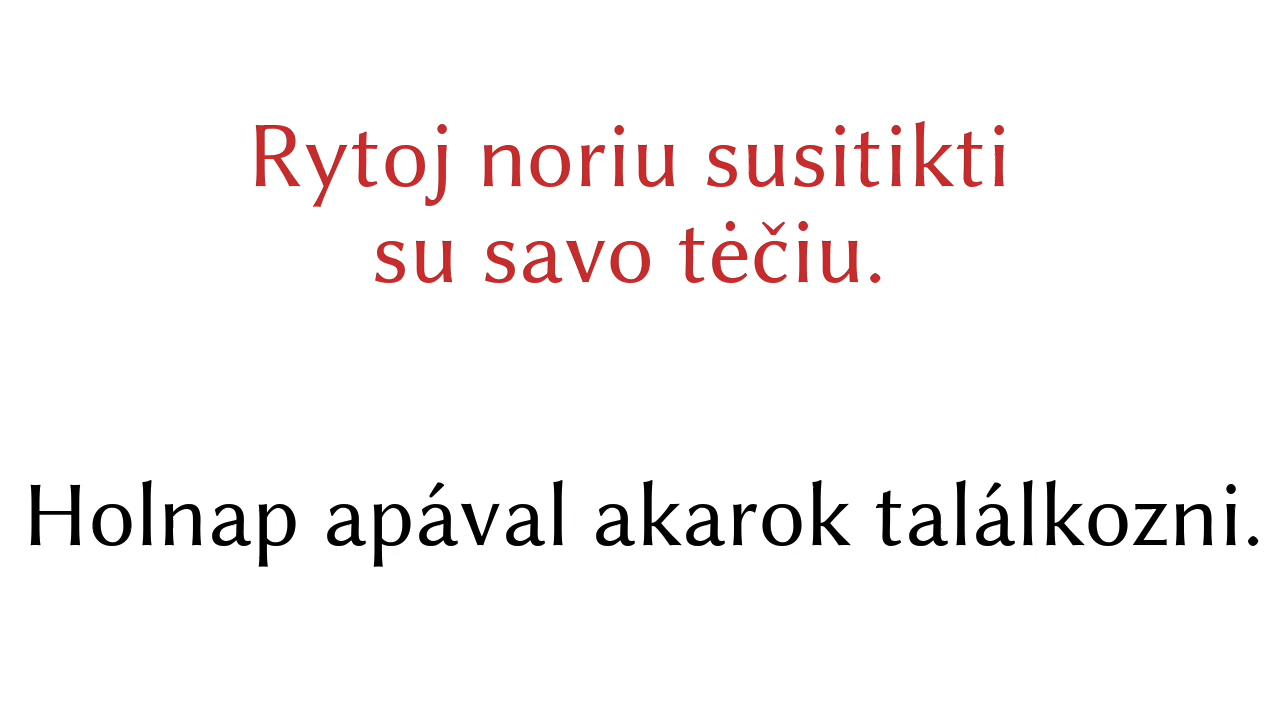 Rytoj noriu susitikti
su savo tėčiu.
Holnap apával akarok találkozni.